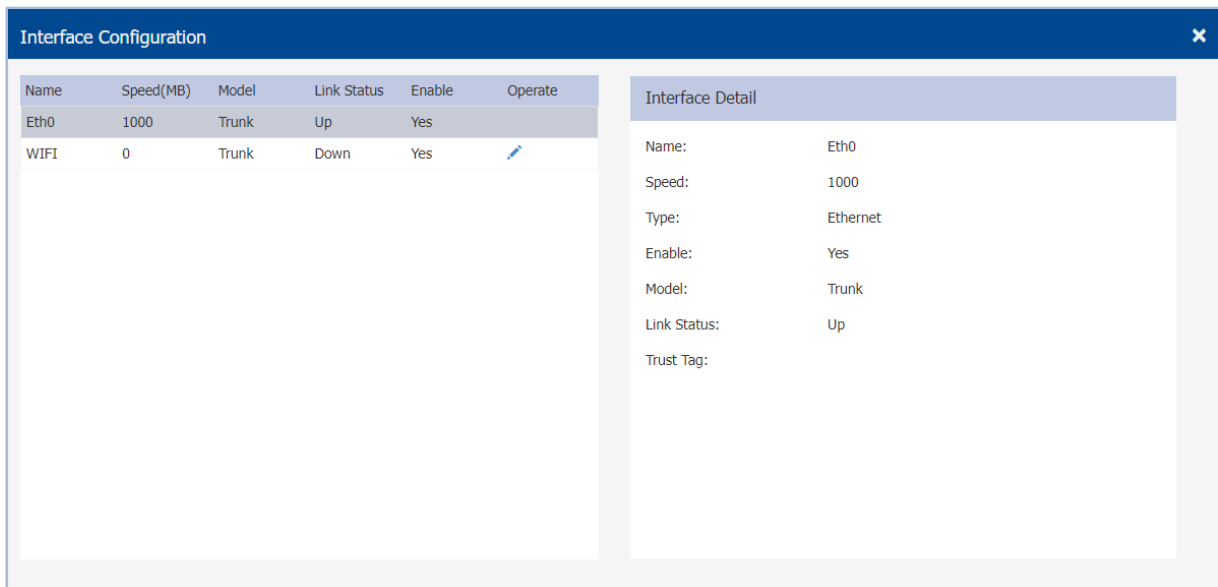 Interface Configuration
Name Speed(MB) Model Link Status Enable Operate
Eth0 1000 Trunk Up Yes
WIFI 0 Trunk Down Yes
Interface Detail
Name: Eth0
Speed: 1000
Type: Ethernet
Enable: Yes
Model: Trunk
Link Status: Up
Trust Tag: